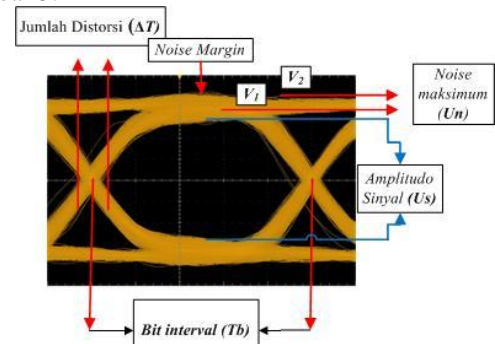 Jumlah Distorsi (ΔT)
Noise Margin
V2
V1
Noise
maksimum
(Un)
Amplitudo
Sinyal (Us)
Bit interval (Tb)